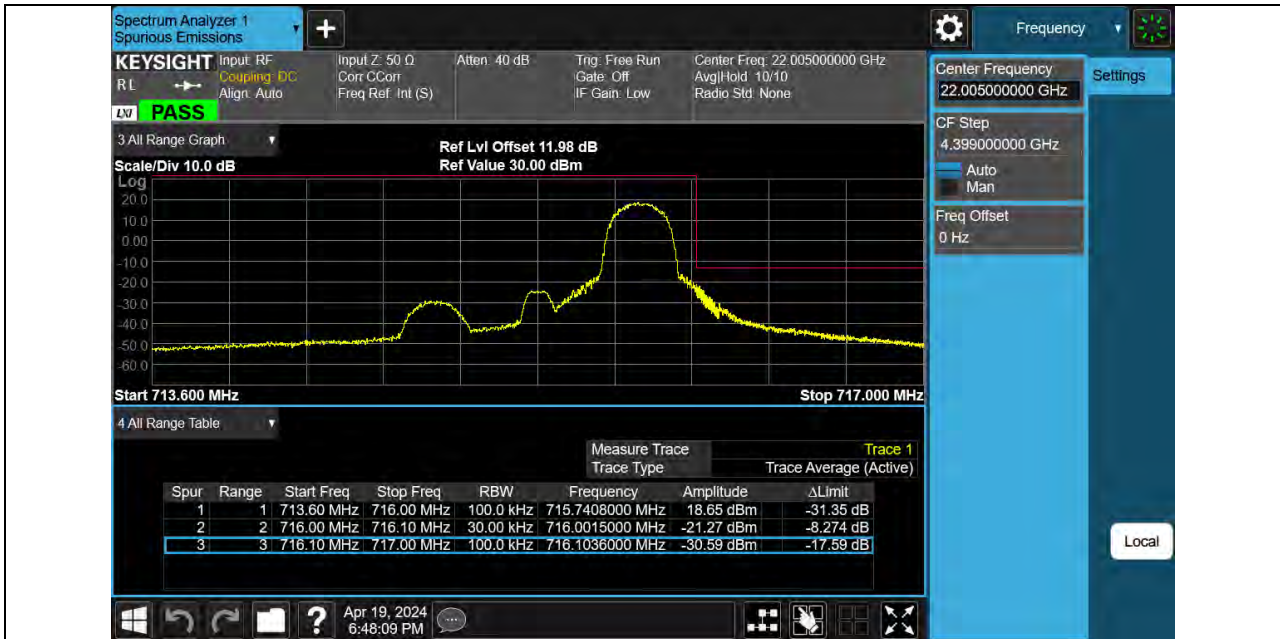 Spectrum Analyzer 1
Spurious Emissions
Frequency
KEYSIGHT Input: RF Input Z: 50 Ω Atten: 40 dB Trig: Free Run Center Freq: 22.005000000 GHz
RL Coupling: DC Corr CCorr Gate: Off Avg|Hold: 10/10
Align: Auto Freq Ref: Int (S) IF Gain: Low Radio Std: None
LXI PASS
Center Frequency
22.005000000 GHz
Settings
CF Step
4.399000000 GHz
Auto
Man
Freq Offset
0 Hz
3 All Range Graph
Ref Lvl Offset 11.98 dB
Scale/Div 10.0 dB Ref Value 30.00 dBm
Log
20.0
10.0
0.00
-10.0
-20.0
-30.0
-40.0
-50.0
-60.0
Start 713.600 MHz Stop 717.000 MHz
4 All Range Table
Measure Trace Trace 1
Trace Type Trace Average (Active)
Spur Range Start Freq Stop Freq RBW Frequency Amplitude ΔLimit
1 1 713.60 MHz 716.00 MHz 100.0 kHz 715.7408000 MHz 18.65 dBm -31.35 dB
2 2 716.00 MHz 716.10 MHz 30.00 kHz 716.0015000 MHz -21.27 dBm -8.274 dB
3 3 716.10 MHz 717.00 MHz 100.0 kHz 716.1036000 MHz -30.59 dBm -17.59 dB
Local
Apr 19, 2024
6:48:09 PM